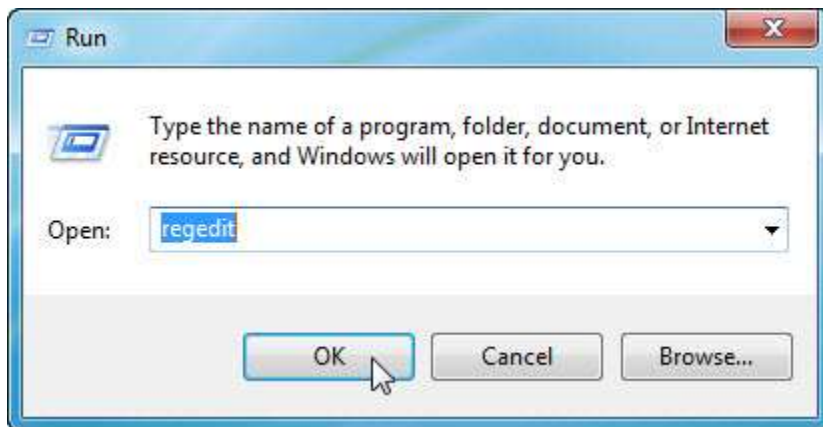 Run
Type the name of a program, folder, document, or Internet
resource, and Windows will open it for you.
Open: regedit
OK Cancel Browse...